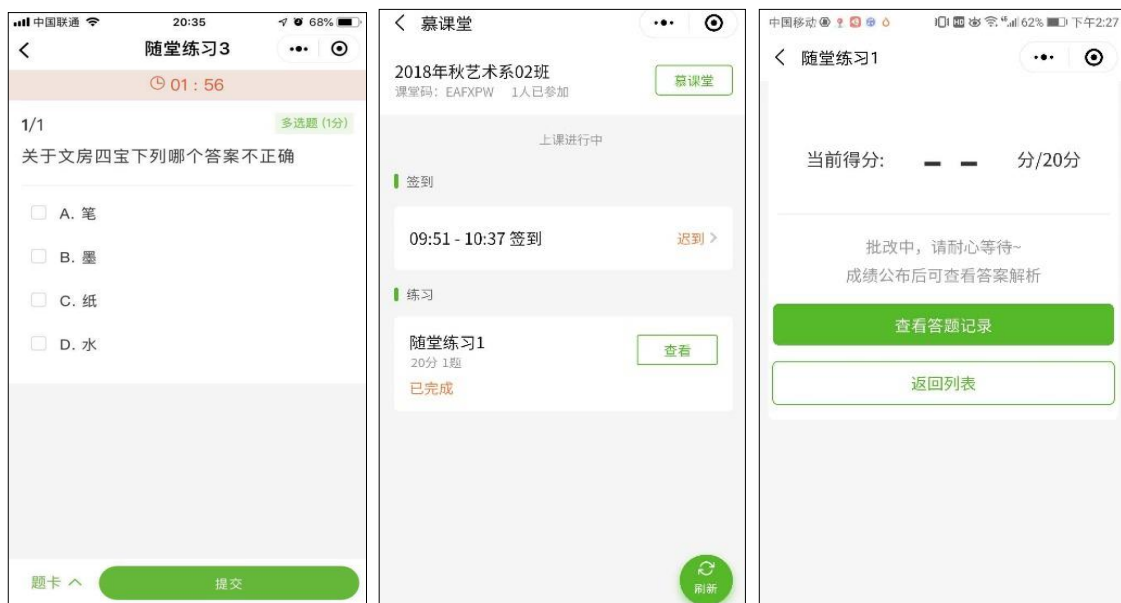 中国联通
20:35
68%
随堂练习3
01 : 56
1/1
多选题 (1分)
关于文房四宝下列哪个答案不正确
A. 笔
B. 墨
C. 纸
D. 水
题卡
提交
慕课堂
2018年秋艺术系02班
课堂码：EAFXPW 1人已参加
慕课堂
上课进行中
签到
09:51 - 10:37 签到
迟到
练习
随堂练习1
20分 1题
已完成
查看
刷新
中国移动
62%
下午2:27
随堂练习1
当前得分:
– –
分/20分
批改中，请耐心等待~
成绩公布后可查看答案解析
查看答题记录
返回列表